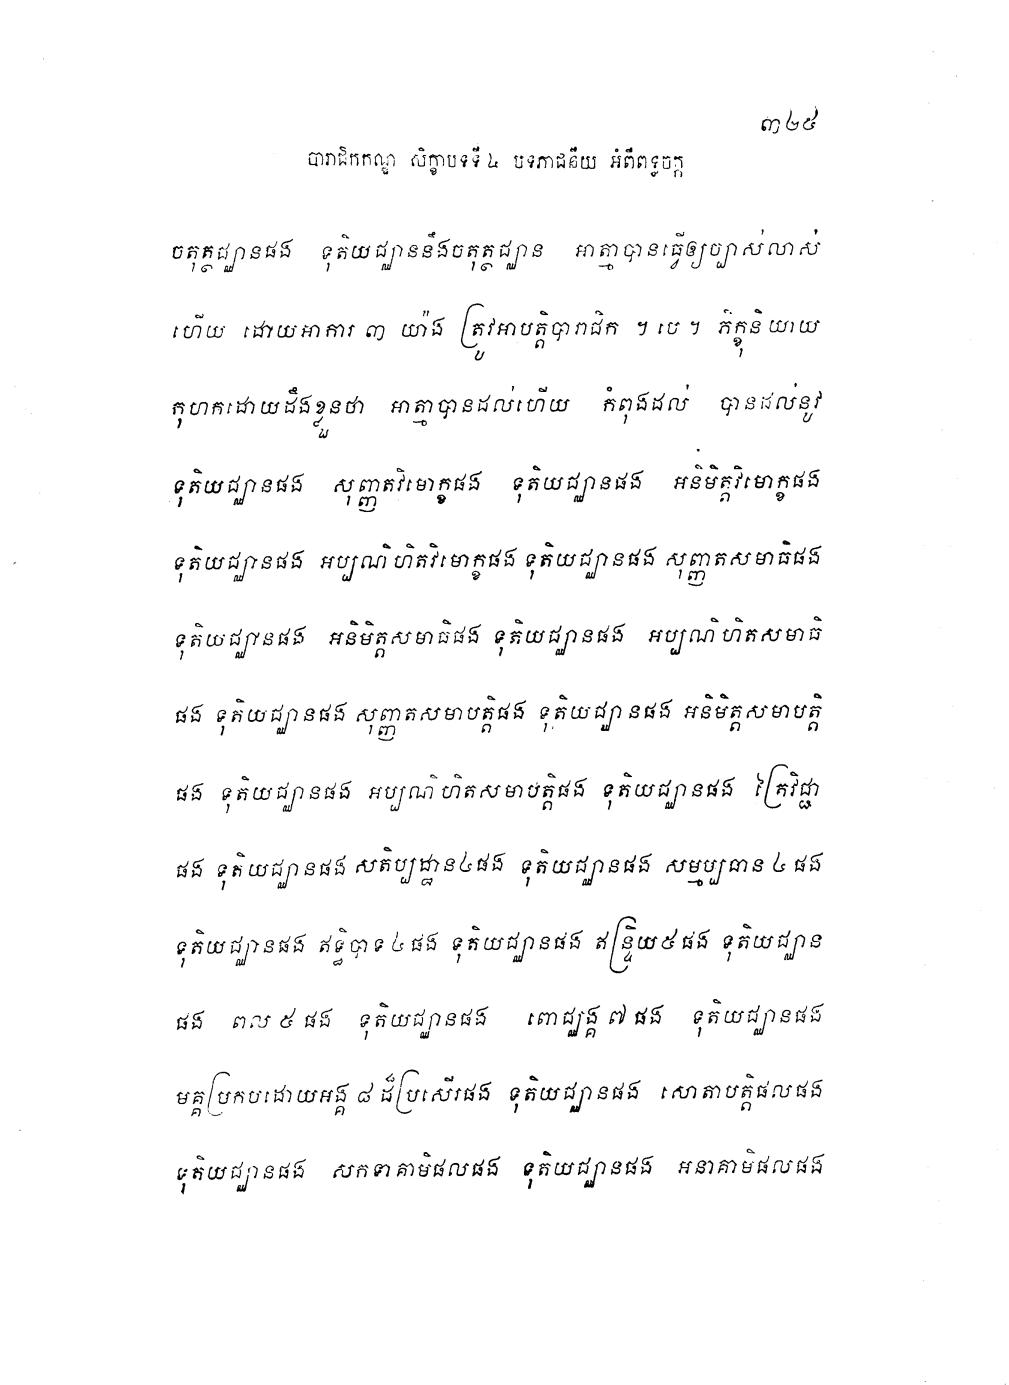 ៣២៥
បារាជិកកណ្ឌ សិក្ខាបទទី ៤ បទភាជនីយ អំពីពទ្ធចក្ក
ចតុត្ថជ្ឈានផង ទុតិយជ្ឈាននឹងចតុត្ថជ្ឈាន អាត្មាបានធ្វើឲ្យច្បាស់លាស់
ហើយ ដោយអាការ ៣ យ៉ាង ត្រូវអាបត្តិបារាជិក ។ បេ ។ ភិក្ខុនិយាយ
កុហកដោយដឹងខ្លួនថា អាត្មាបានដល់ហើយ កំពុងដល់ បានដល់នូវ
ទុតិយជ្ឈានផង សុញ្ញតវិមោក្ខផង ទុតិយជ្ឈានផង អនិមិត្តវិមោក្ខផង
ទុតិយជ្ឈានផង អប្បណិហិតវិមោក្ខផង ទុតិយជ្ឈានផង សុញ្ញតសមាធិផង
ទុតិយជ្ឈានផង អនិមិត្តសមាធិផង ទុតិយជ្ឈានផង អប្បណិហិតសមាធិ
ផង ទុតិយជ្ឈានផង សុញ្ញតសមាបត្តិផង ទុតិយជ្ឈានផង អនិមិត្តសមាបត្តិ
ផង ទុតិយជ្ឈានផង អប្បណិហិតសមាបត្តិផង ទុតិយជ្ឈានផង ត្រៃវិជ្ជា
ផង ទុតិយជ្ឈានផង សតិប្បដ្ឋាន៤ផង ទុតិយជ្ឈានផង សម្មប្បធាន ៤ ផង
ទុតិយជ្ឈានផង ឥទ្ធិបាទ ៤ ផង ទុតិយជ្ឈានផង ឥន្ទ្រិយ៥ផង ទុតិយជ្ឈាន
ផង ពល ៥ ផង ទុតិយជ្ឈានផង ពោជ្ឈង្គ ៧ ផង ទុតិយជ្ឈានផង
មគ្គប្រកបដោយអង្គ ៨ ដ៏ប្រសើរផង ទុតិយជ្ឈានផង សោតាបត្តិផលផង
ទុតិយជ្ឈានផង សកទាគាមិផលផង ទុតិយជ្ឈានផង អនាគាមិផលផង